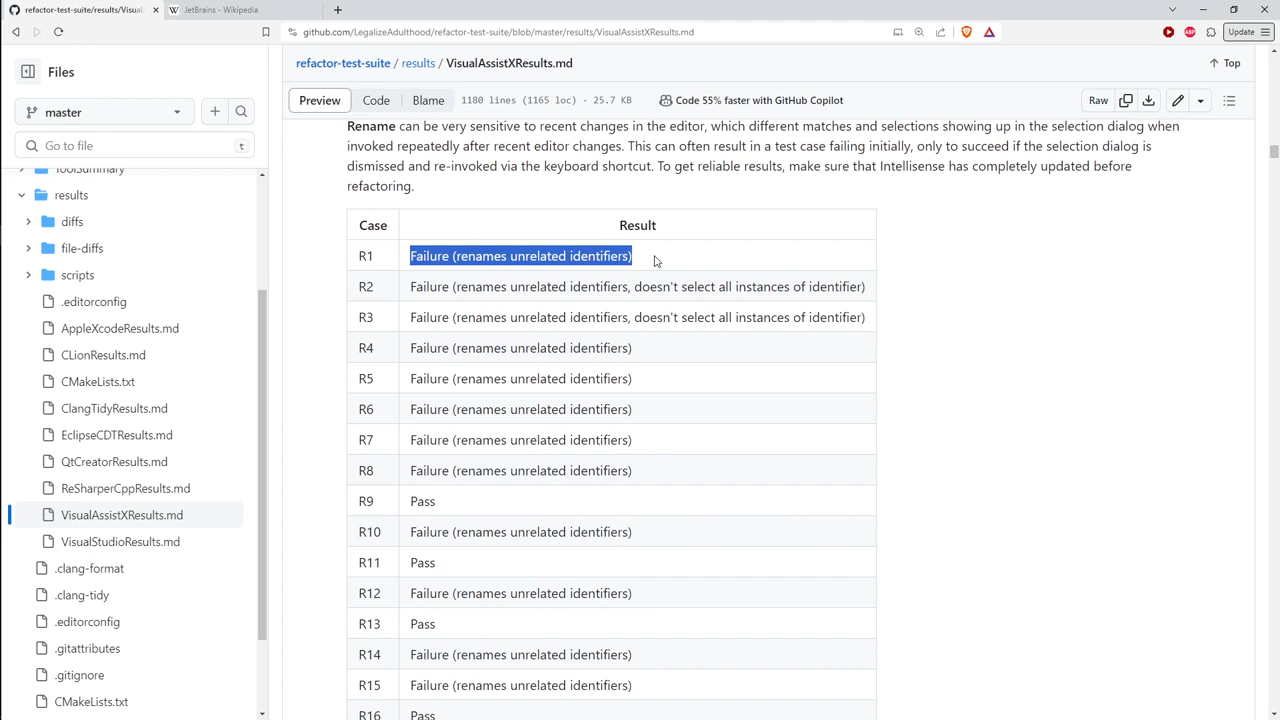 refactor-test-suite/results/Visual
JetBrains - Wikipedia
github.com/LegalizeAdulthood/refactor-test-suite/blob/master/results/VisualAssistXResults.md
Update
Files
refactor-test-suite / results / VisualAssistXResults.md
Top
master
Preview
Code
Blame
1180 lines (1165 loc) · 25.7 KB
Code 55% faster with GitHub Copilot
Raw
Go to file
t
ToolSummary
results
diffs
file-diffs
scripts
.editorconfig
AppleXcodeResults.md
CLionResults.md
CMakeLists.txt
ClangTidyResults.md
EclipseCDTResults.md
QtCreatorResults.md
ReSharperCppResults.md
VisualAssistXResults.md
VisualStudioResults.md
.clang-format
.clang-tidy
.editorconfig
.gitattributes
.gitignore
CMakeLists.txt
Rename can be very sensitive to recent changes in the editor, which different matches and selections showing up in the selection dialog when
invoked repeatedly after recent editor changes. This can often result in a test case failing initially, only to succeed if the selection dialog is
dismissed and re-invoked via the keyboard shortcut. To get reliable results, make sure that Intellisense has completely updated before
refactoring.
Case Result
R1 Failure (renames unrelated identifiers)
R2 Failure (renames unrelated identifiers, doesn't select all instances of identifier)
R3 Failure (renames unrelated identifiers, doesn't select all instances of identifier)
R4 Failure (renames unrelated identifiers)
R5 Failure (renames unrelated identifiers)
R6 Failure (renames unrelated identifiers)
R7 Failure (renames unrelated identifiers)
R8 Failure (renames unrelated identifiers)
R9 Pass
R10 Failure (renames unrelated identifiers)
R11 Pass
R12 Failure (renames unrelated identifiers)
R13 Pass
R14 Failure (renames unrelated identifiers)
R15 Failure (renames unrelated identifiers)
R16 Pass